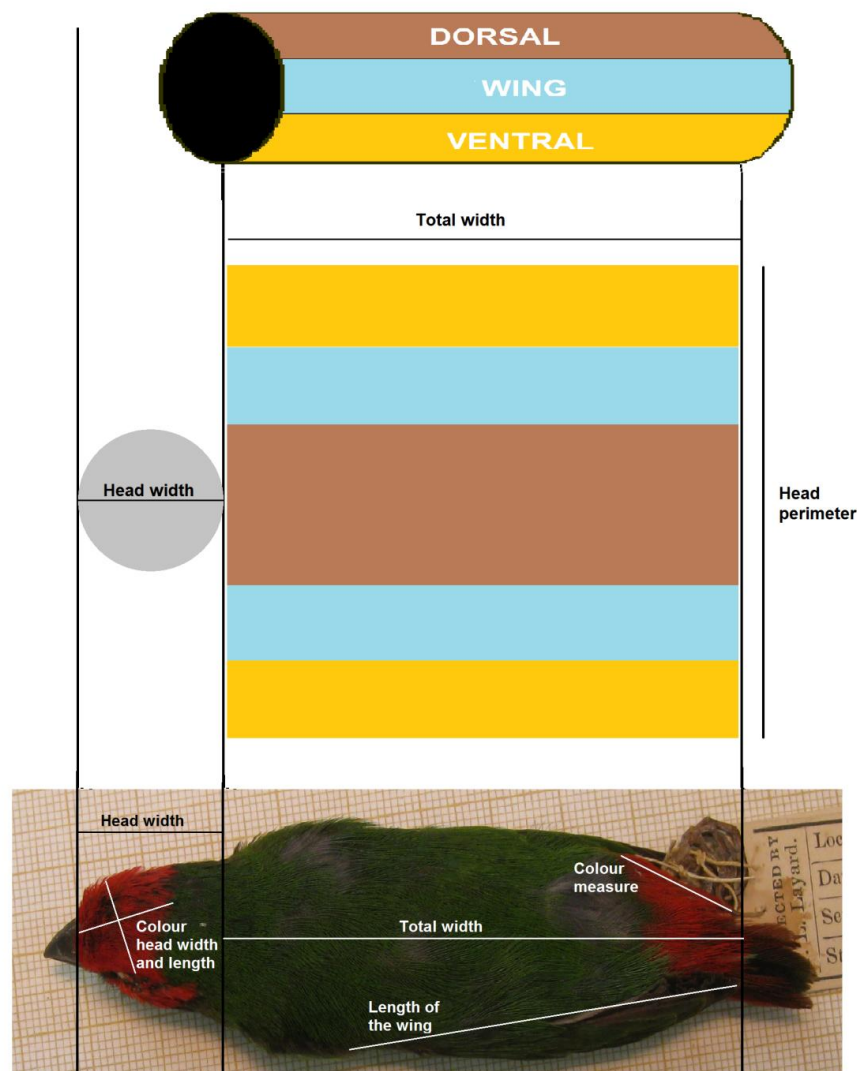 DORSAL
WING
VENTRAL
Total width
Head width
Head
perimeter
Head width
Colour
measure
Colour
head width
and length
Total width
Length of
the wing
ECTED BY
Layard.
Loc
Da
Se